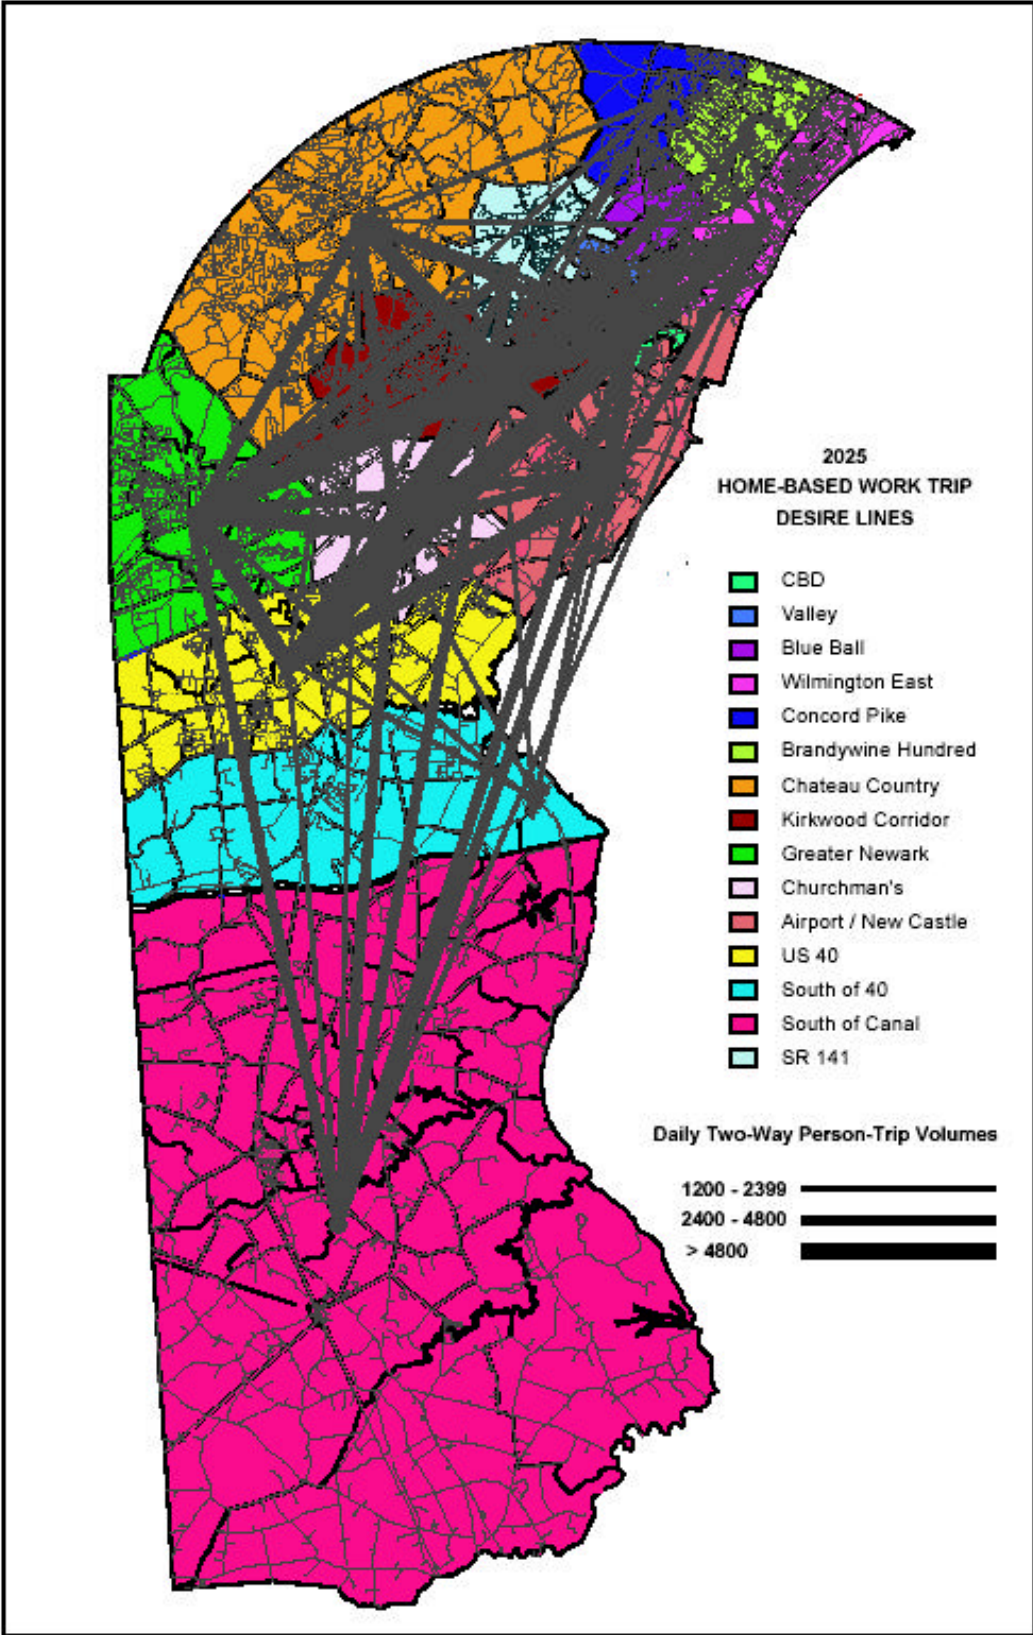 2025
HOME-BASED WORK TRIP
DESIRE LINES
CBD
Valley
Blue Ball
Wilmington East
Concord Pike
Brandywine Hundred
Chateau Country
Kirkwood Corridor
Greater Newark
Churchman's
Airport / New Castle
US 40
South of 40
South of Canal
SR 141
Daily Two-Way Person-Trip Volumes
1200 - 2399
2400 - 4800
> 4800